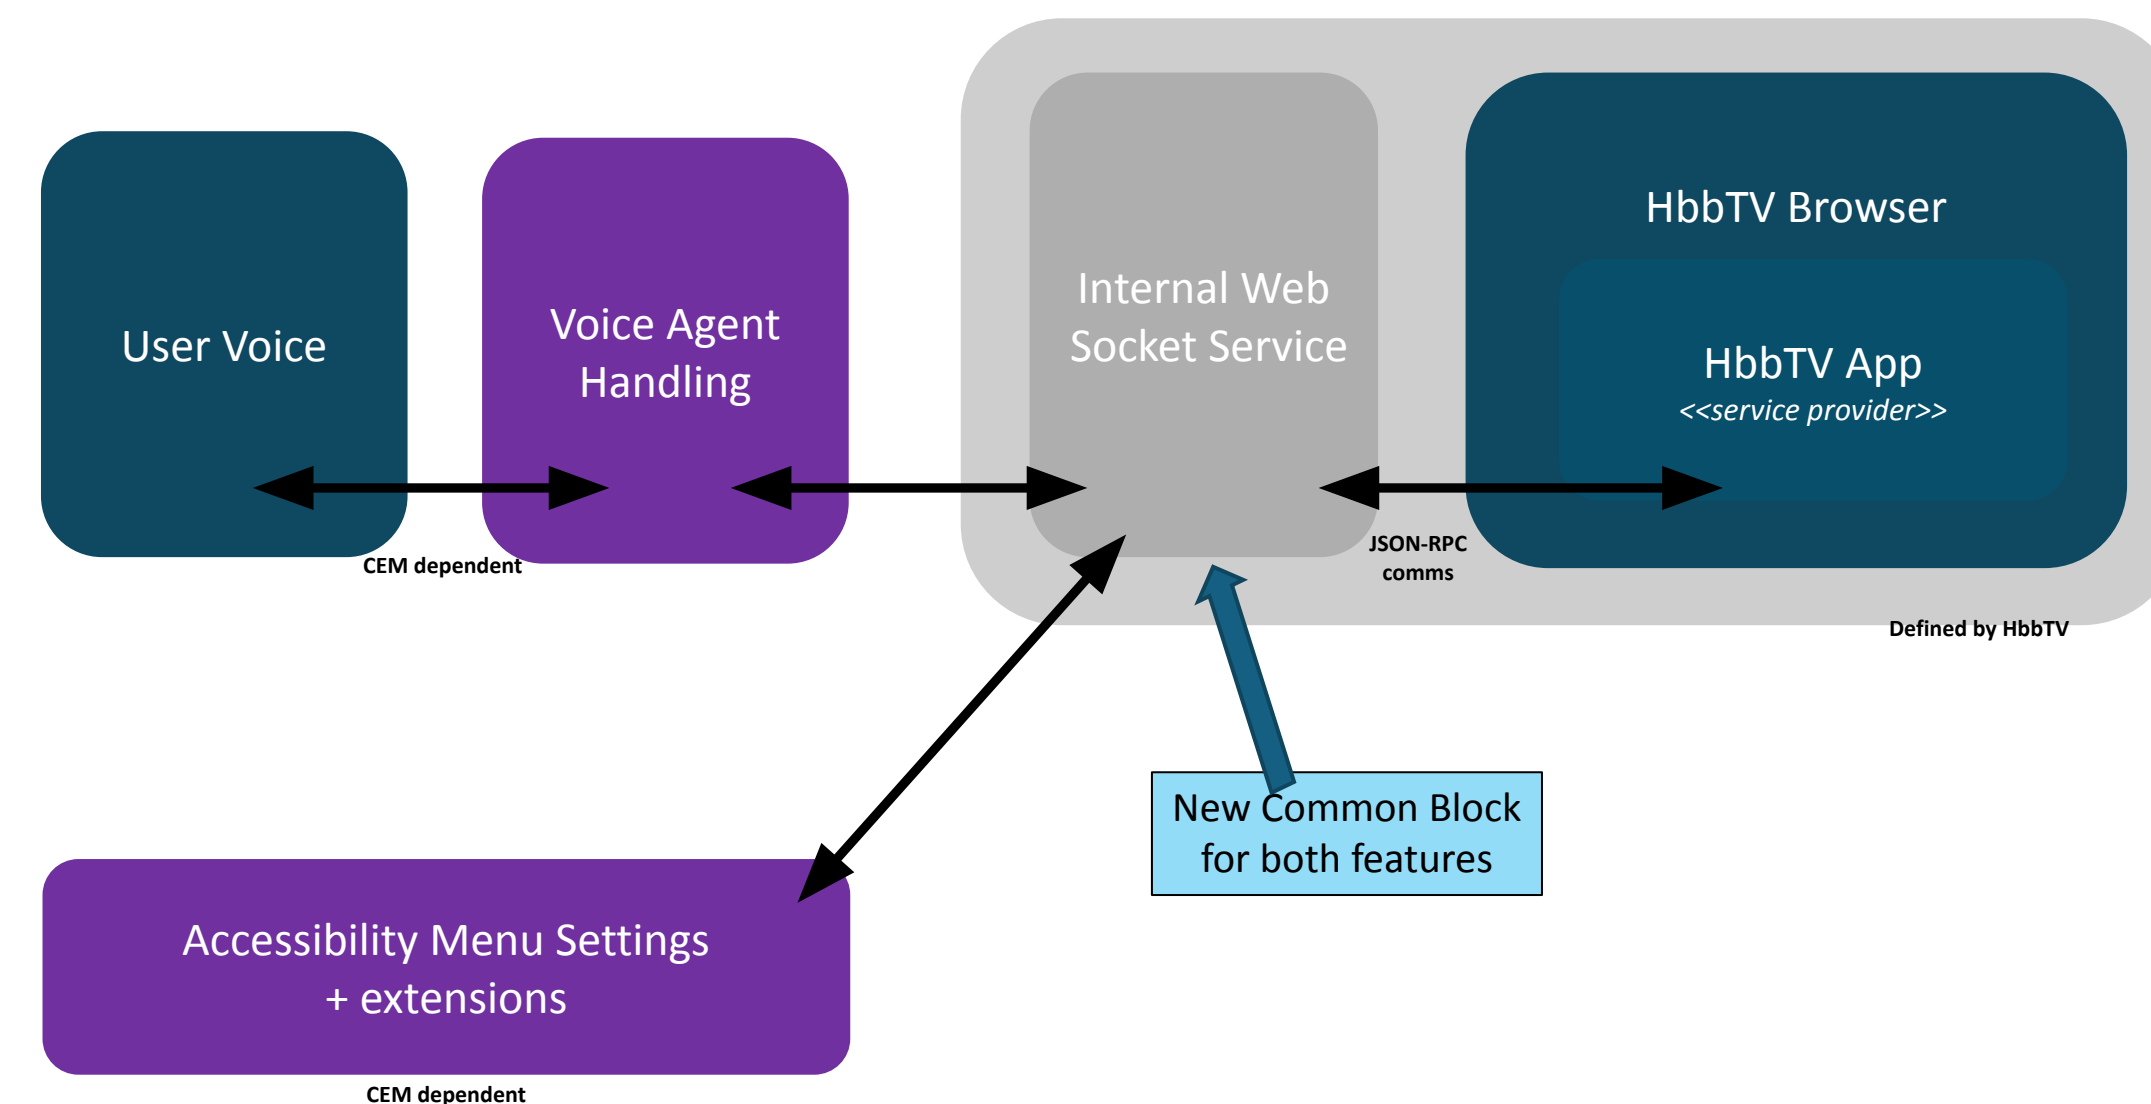 User Voice
Voice Agent
Handling
CEM dependent
Internal Web
Socket Service
HbbTV Browser
HbbTV App
<<service provider>>
JSON-RPC
comms
Defined by HbbTV
New Common Block
for both features
Accessibility Menu Settings
+ extensions
CEM dependent